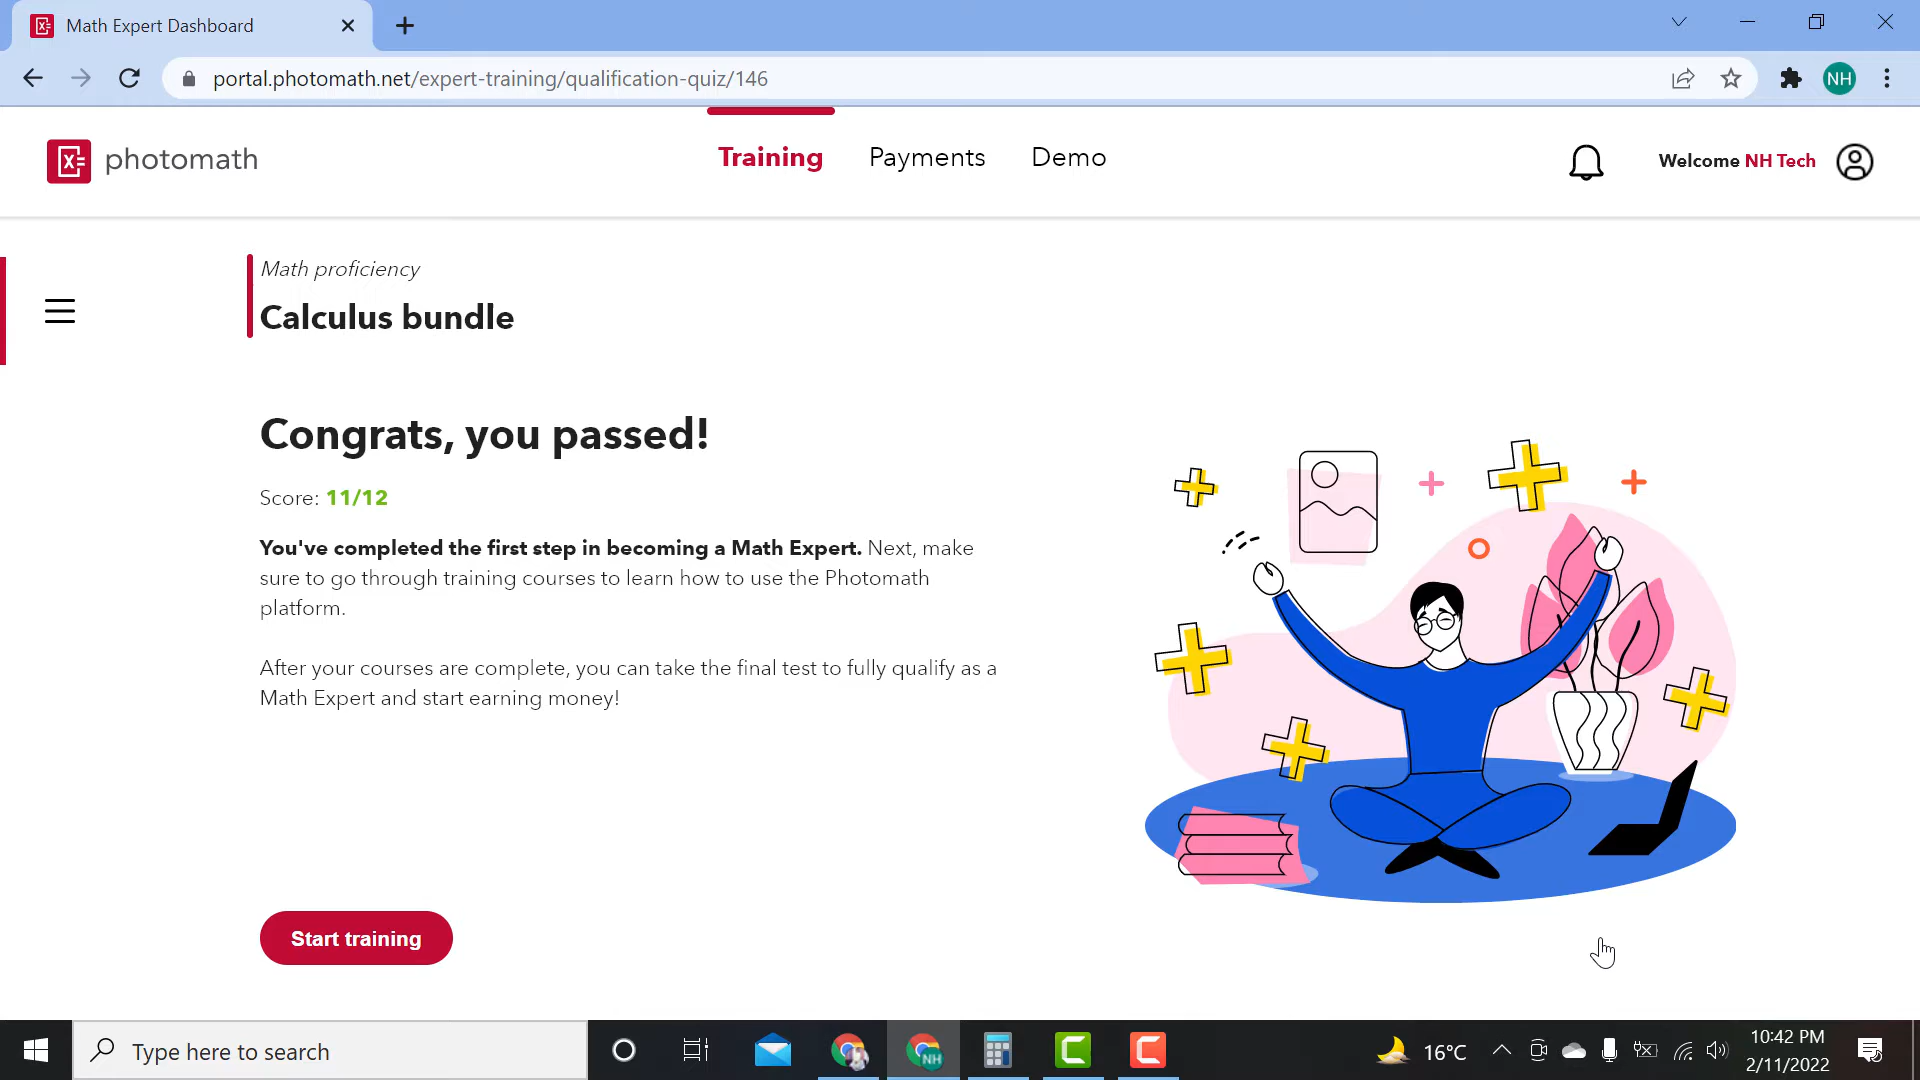 Math Expert Dashboard
portal.photomath.net/expert-training/qualification-quiz/146
NH
photomath
Training
Payments
Demo
Welcome NH Tech
Math proficiency
Calculus bundle
Congrats, you passed!
Score: 11/12
You've completed the first step in becoming a Math Expert. Next, make
sure to go through training courses to learn how to use the Photomath
platform.
After your courses are complete, you can take the final test to fully qualify as a
Math Expert and start earning money!
Start training
Type here to search
NH
16°C
10:42 PM
2/11/2022